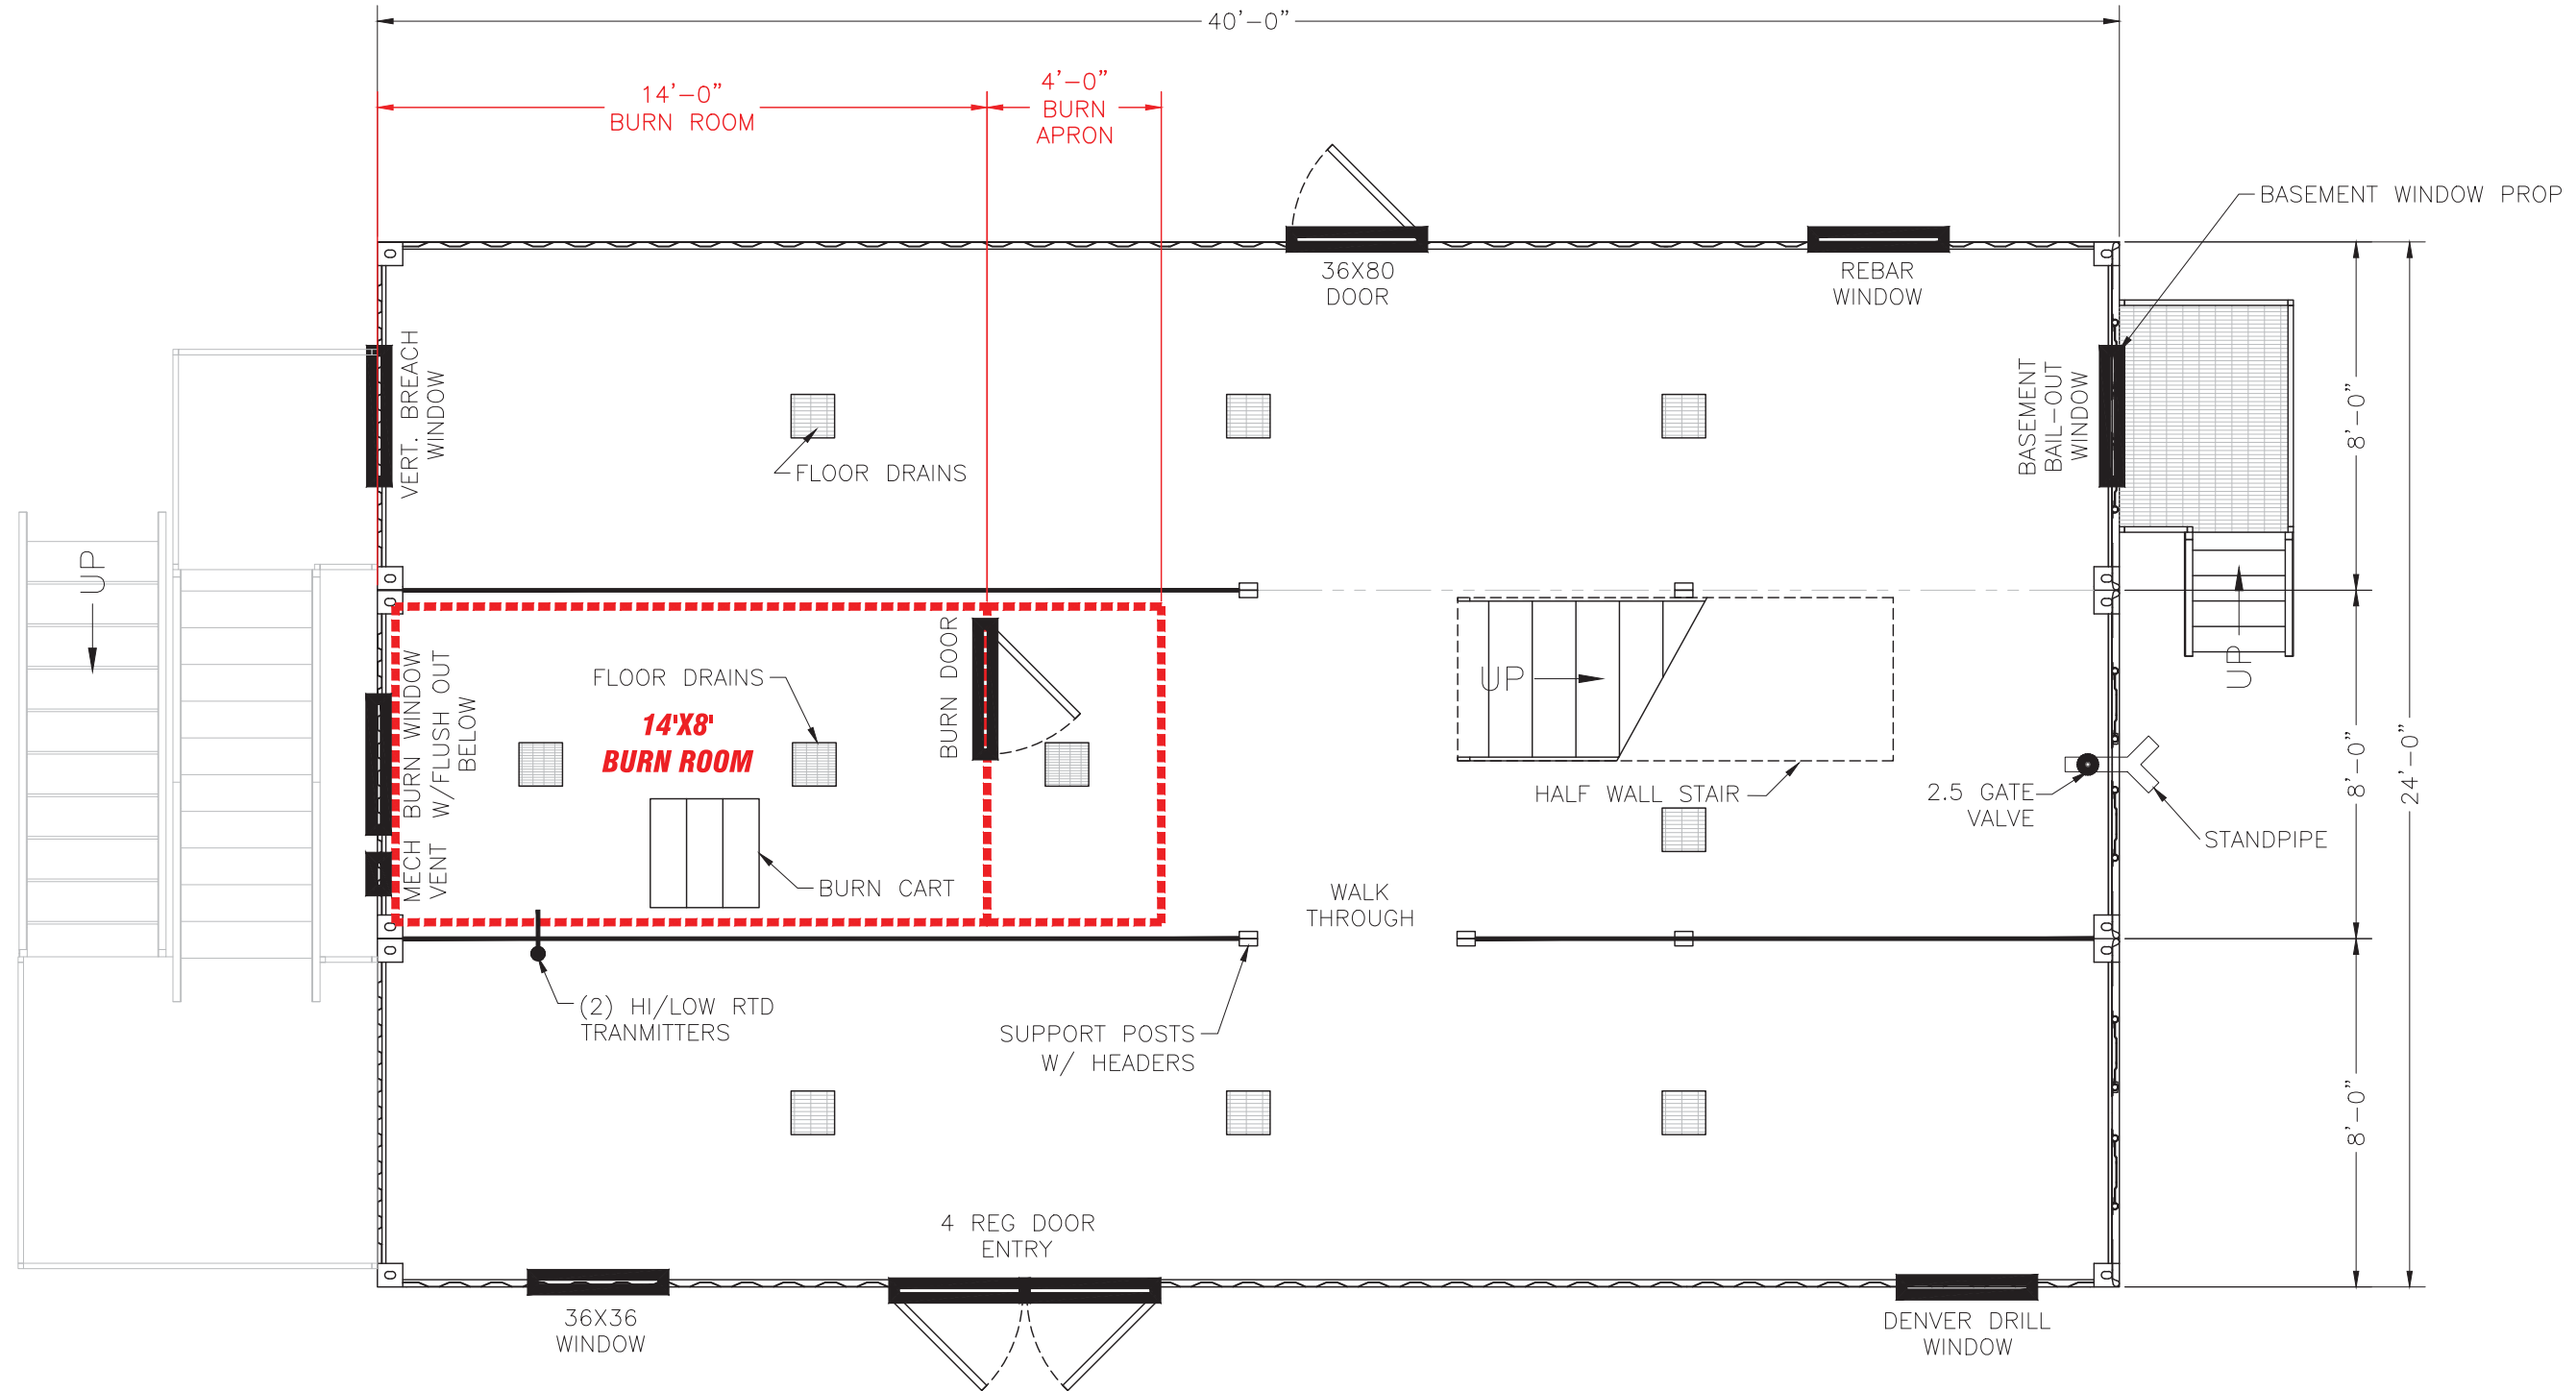 40'-0"
14'-0"
BURN ROOM
4'-0"
BURN
APRON
BASEMENT WINDOW PROP
36X80
DOOR
REBAR
WINDOW
VERT. BREACH
WINDOW
BASEMENT
BAIL-OUT
WINDOW
8'-0"
FLOOR DRAINS
UP
UP
MECH BURN WINDOW
VENT W/FLUSH OUT
BELOW
FLOOR DRAINS
14'X8'
BURN ROOM
BURN DOOR
UP
HALF WALL STAIR
2.5 GATE
VALVE
STANDPIPE
8'-0"
24'-0"
BURN CART
WALK
THROUGH
(2) HI/LOW RTD
TRANMITTERS
SUPPORT POSTS
W/ HEADERS
8'-0"
4 REG DOOR
ENTRY
36X36
WINDOW
DENVER DRILL
WINDOW